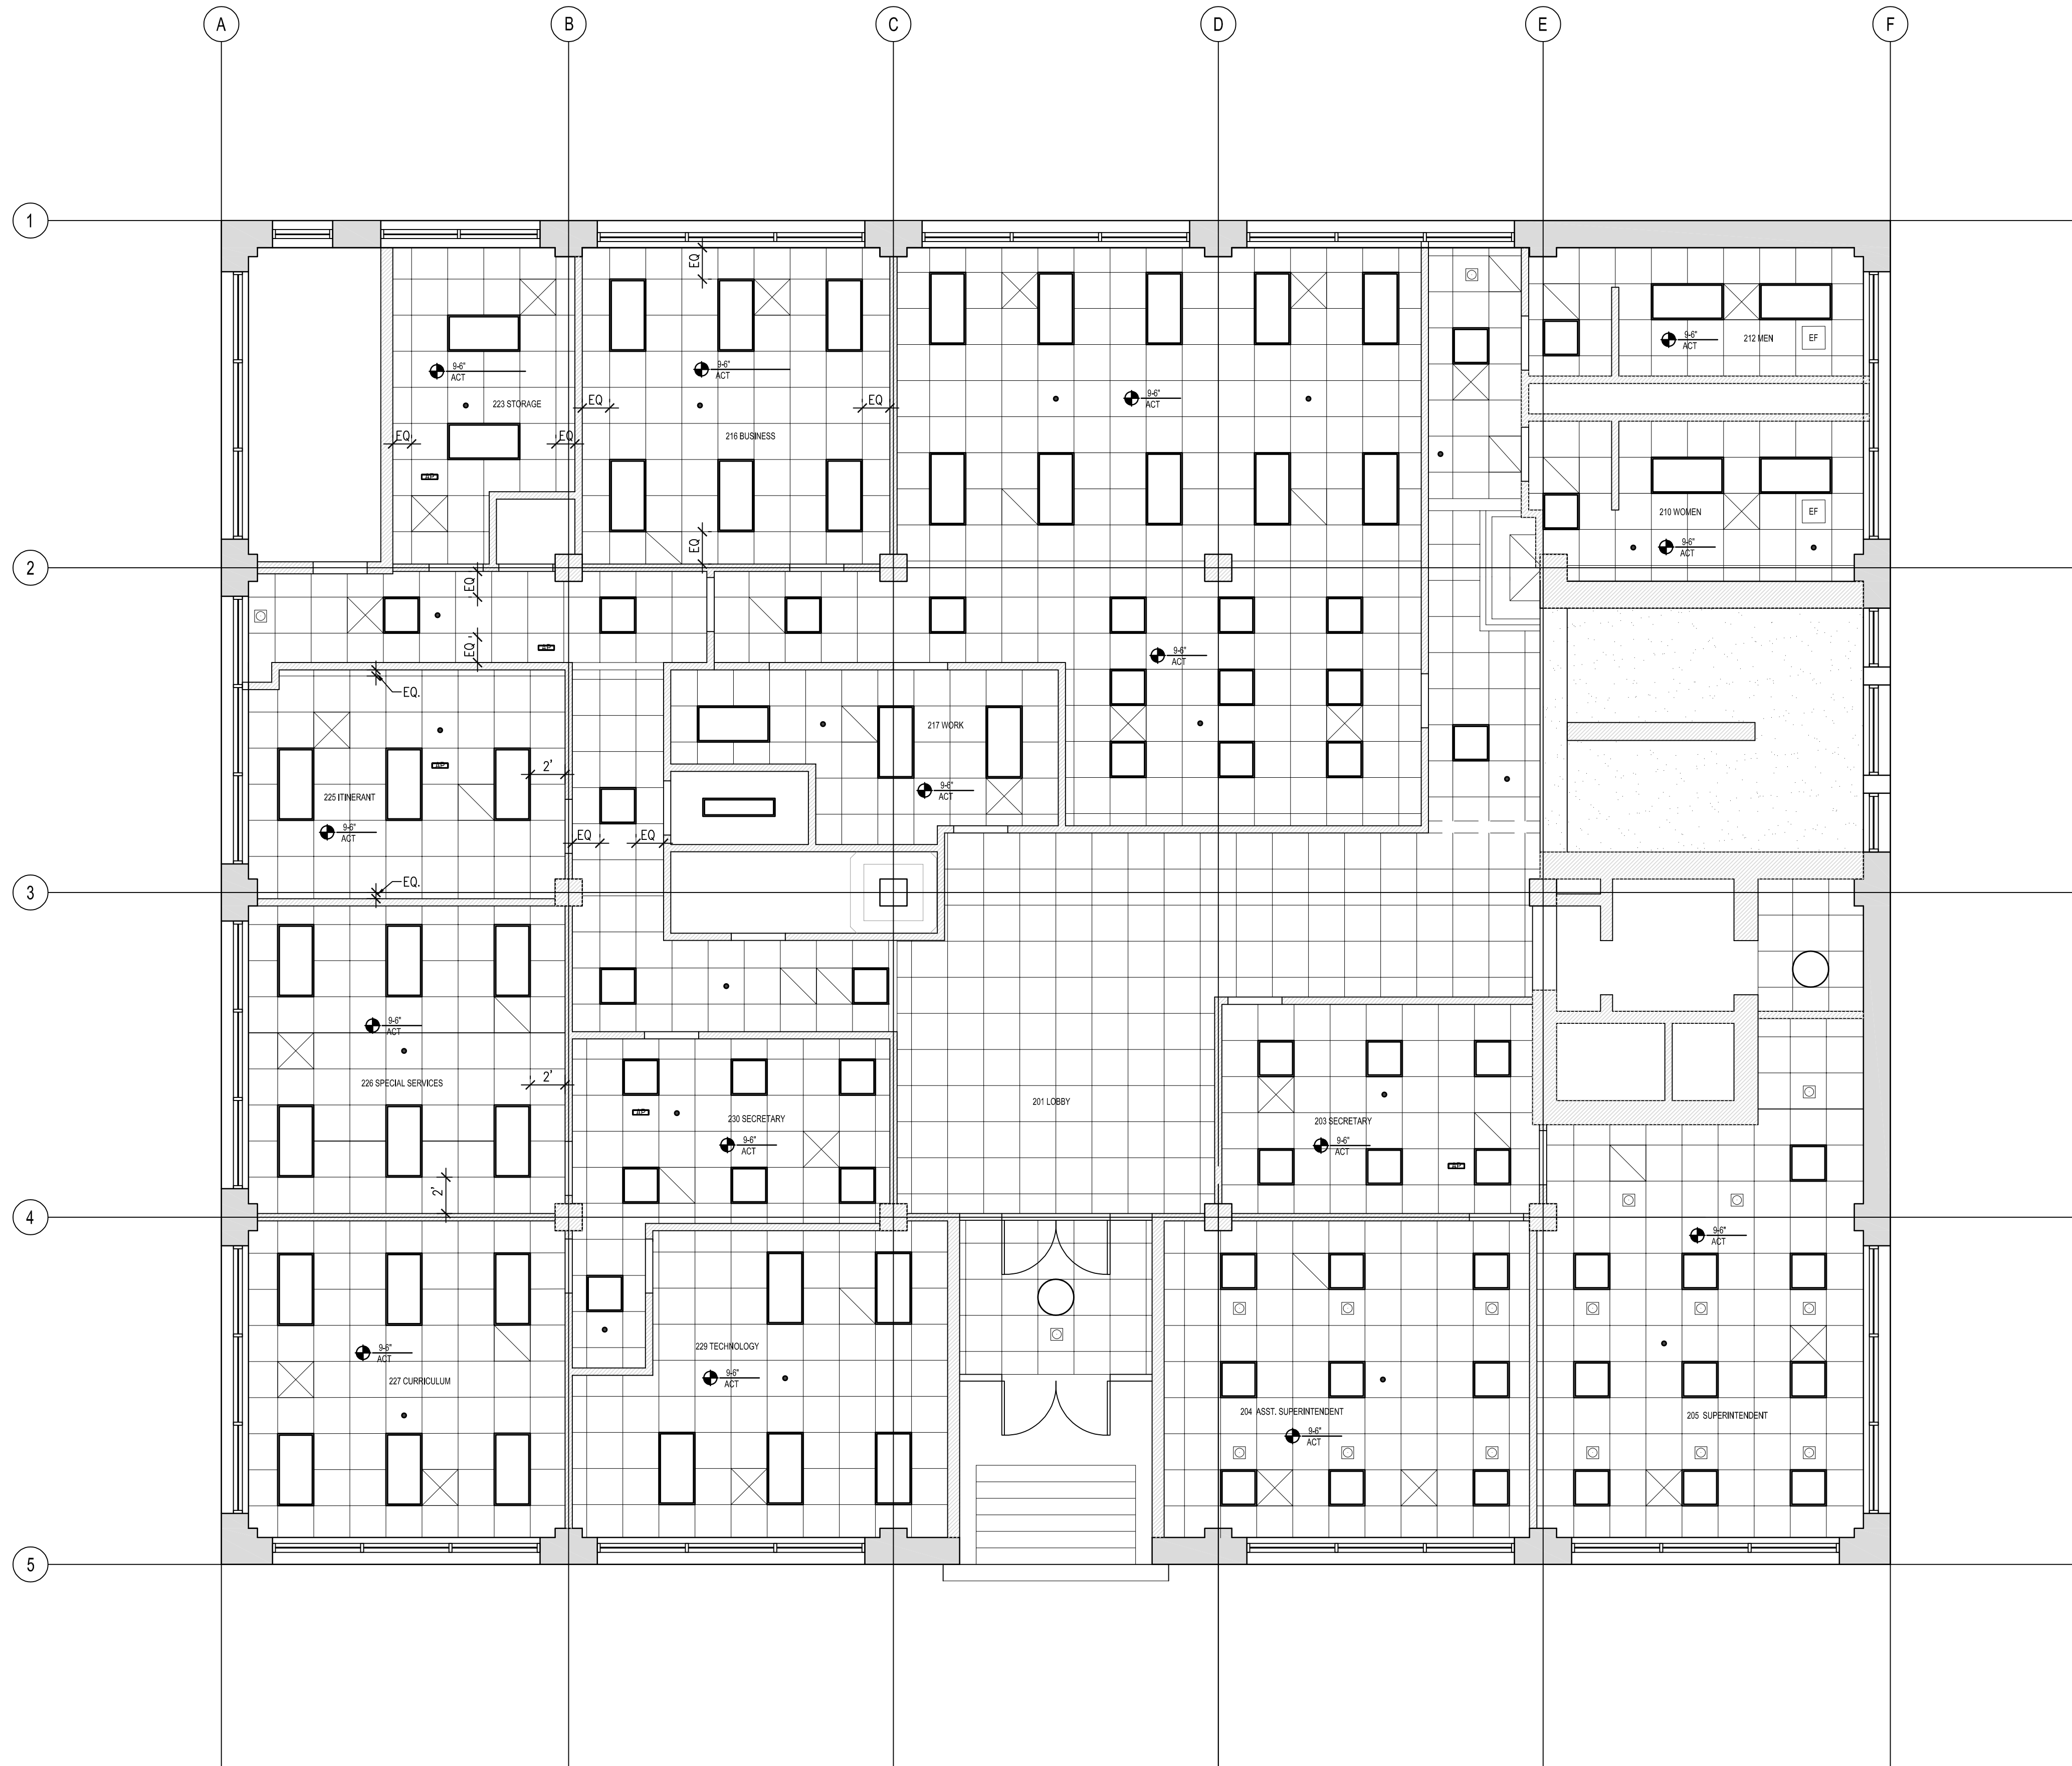 A
B
C
D
E
F
1
EQ
9-6"
ACT
212 MEN
EF
9-6"
ACT
9-6"
ACT
9-6"
ACT
223 STORAGE
EQ
EQ
216 BUSINESS
EQ
EQ
AP
210 WOMEN
EF
9-6"
ACT
EQ
2
EQ
EQ
AP
9-6"
ACT
EQ.
217 WORK
AP
2'
225 ITINERANT
9-6"
ACT
9-6"
ACT
EQ
EQ
EQ.
3
9-6"
ACT
226 SPECIAL SERVICES
2'
201 LOBBY
AP
230 SECRETARY
9-6"
ACT
203 SECRETARY
9-6"
ACT
AP
2'
4
9-6"
ACT
229 TECHNOLOGY
9-6"
ACT
227 CURRICULUM
9-6"
ACT
204 ASST. SUPERINTENDENT
9-6"
ACT
205 SUPERINTENDENT
5